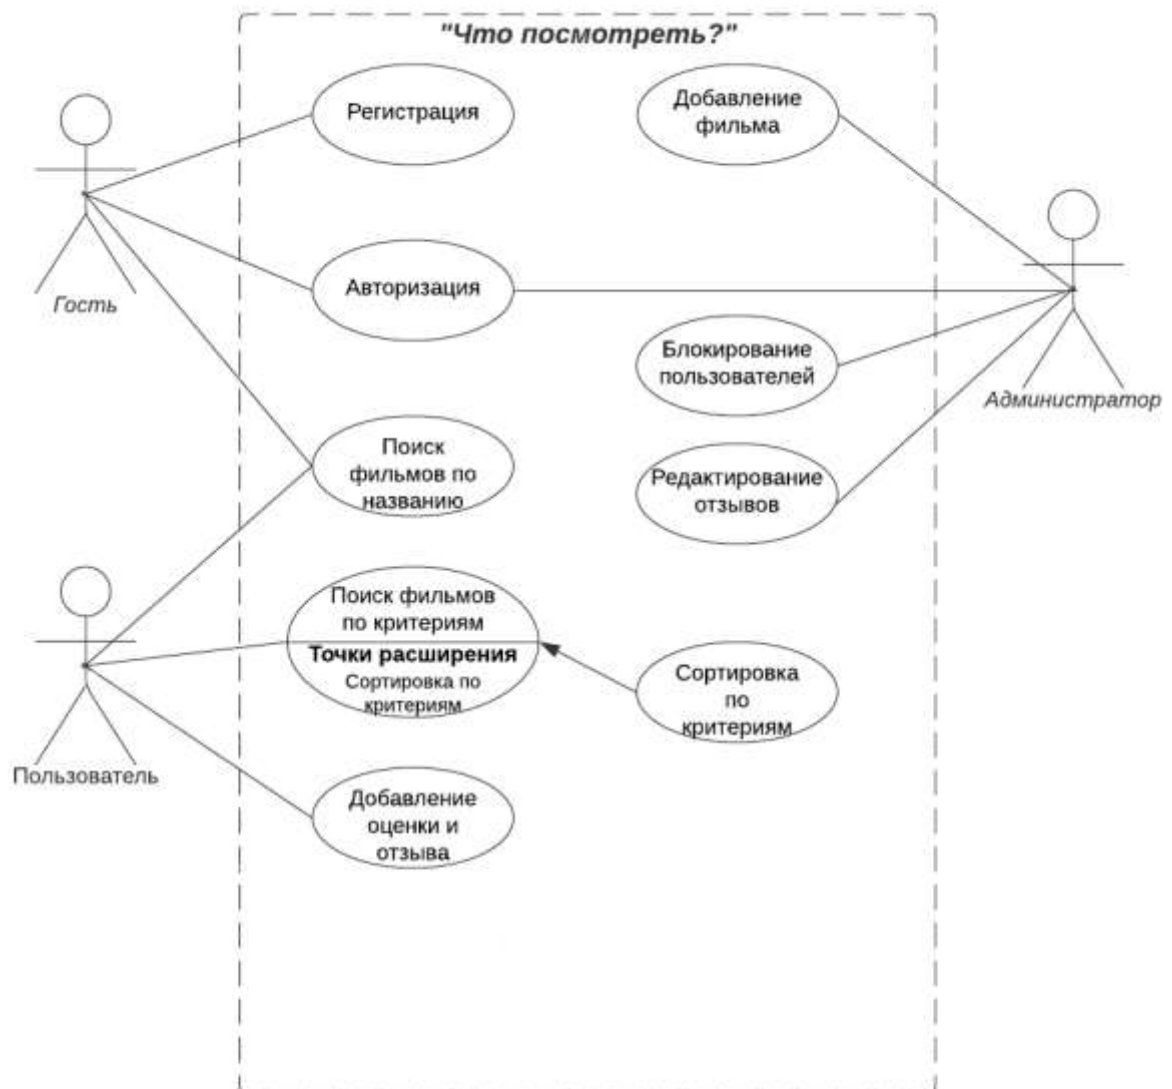 "Что посмотреть?"
Регистрация
Добавление
фильма
Гость
Авторизация
Блокирование
пользователей
Администратор
Поиск
фильмов по
названию
Редактирование
отзывов
Поиск фильмов
по критериям
Точки расширения
Сортировка по
критериям
Сортировка
по
критериям
Пользователь
Добавление
оценки и
отзыва